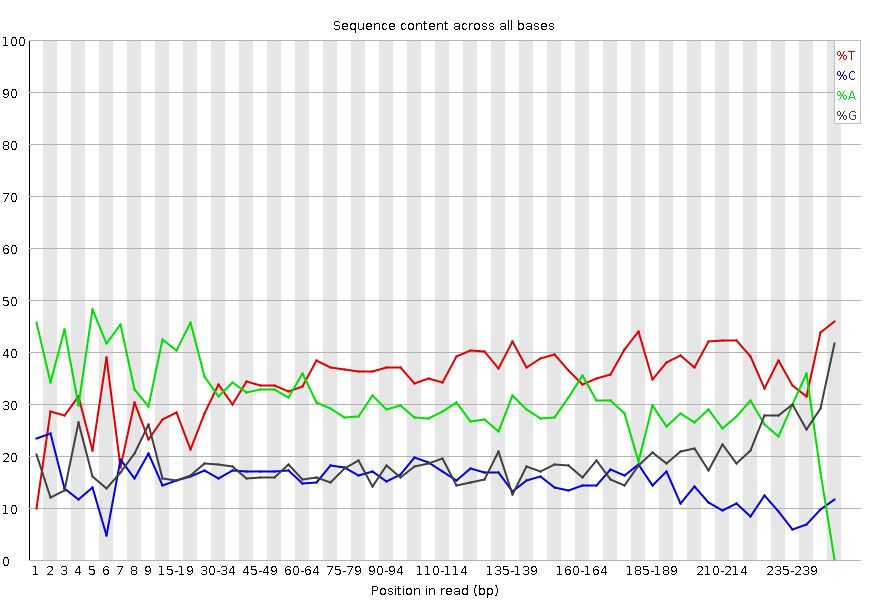 Sequence content across all bases
100
90
80
70
60
50
40
30
20
10
0
%T
%C
%A
%G
1 2 3 4 5 6 7 8 9 15-19 30-34 45-49 60-64 75-79 90-94 110-114 135-139 160-164 185-189 210-214 235-239
Position in read (bp)